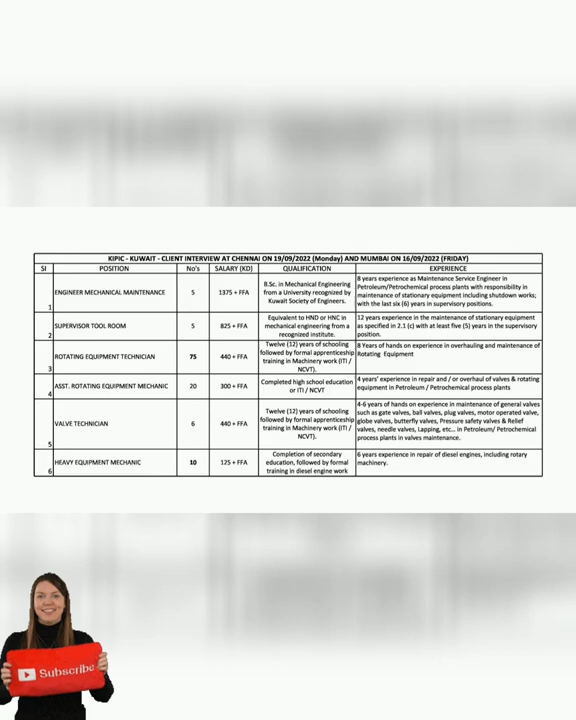 KIPIC - KUWAIT - CLIENT INTERVIEW AT CHENNAI ON 19/09/2022 (Monday) AND MUMBAI ON 16/09/2022 (FRIDAY)
SI POSITION No's SALARY (KD) QUALIFICATION EXPERIENCE
1 ENGINEER MECHANICAL MAINTENANCE 5 1375 + FFA
B.Sc. in Mechanical Engineering
from a University recognized by
Kuwait Society of Engineers.
8 years experience as Maintenance Service Engineer in
Petroleum/Petrochemical process plants with responsibility in
maintenance of stationary equipment including shutdown works;
with the last six (6) years in supervisory positions.
2 SUPERVISOR TOOL ROOM 5 825 + FFA
Equivalent to HND or HNC in
mechanical engineering from a
recognized institute.
12 years experience in the maintenance of stationary equipment
as specified in 2.1 (c) with at least five (5) years in the supervisory
position.
3 ROTATING EQUIPMENT TECHNICIAN 75 440 + FFA
Twelve (12) years of schooling
followed by formal apprenticeship
training in Machinery work (ITI /
NCVT).
8 Years of hands on experience in overhauling and maintenance of
Rotating Equipment
4 ASST. ROTATING EQUIPMENT MECHANIC 20 300 + FFA
Completed high school education
or ITI / NCVT
4 years' experience in repair and / or overhaul of valves & rotating
equipment in Petroleum / Petrochemical process plants
5 VALVE TECHNICIAN 6 440 + FFA
Twelve (12) years of schooling
followed by formal apprenticeship
training in Machinery work (ITI /
NCVT).
4-6 years of hands on experience in maintenance of general valves
such as gate valves, ball valves, plug valves, motor operated valve,
globe valves, butterfly valves, Pressure safety valves & Relief
valves, needle valves, Lapping, etc... in Petroleum/ Petrochemical
process plants in valves maintenance.
6 HEAVY EQUIPMENT MECHANIC 10 125 + FFA
Completion of secondary
education, followed by formal
training in diesel engine work
6 years experience in repair of diesel engines, including rotary
machinery.
Subscribe